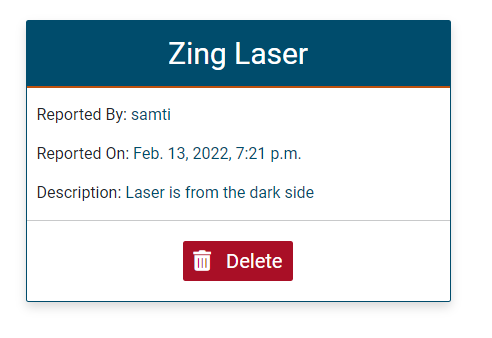 Zing Laser
Reported By: samti
Reported On: Feb. 13, 2022, 7:21 p.m.
Description: Laser is from the dark side
Delete